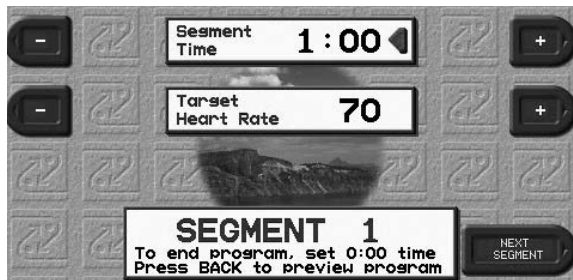 -
Segment
Time
1:00
+
-
Target
Heart Rate
70
+
SEGMENT 1
To end program, set 0:00 time
Press BACK to preview program
NEXT
SEGMENT